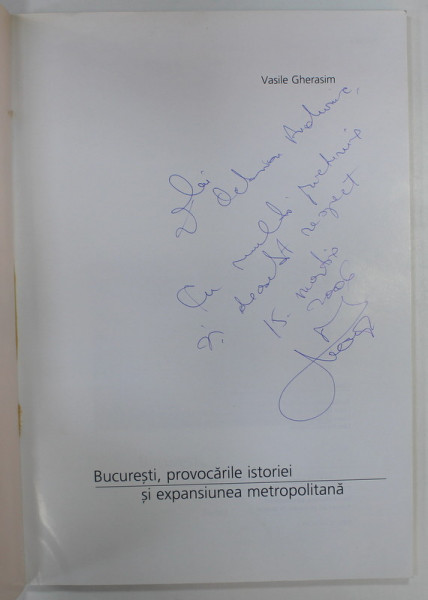 Vasile Gherasim
Lui Octavian
Cu multă prețuire
și deosebit respect
15. martie
2006
București, provocările istoriei
și expansiunea metropolitană